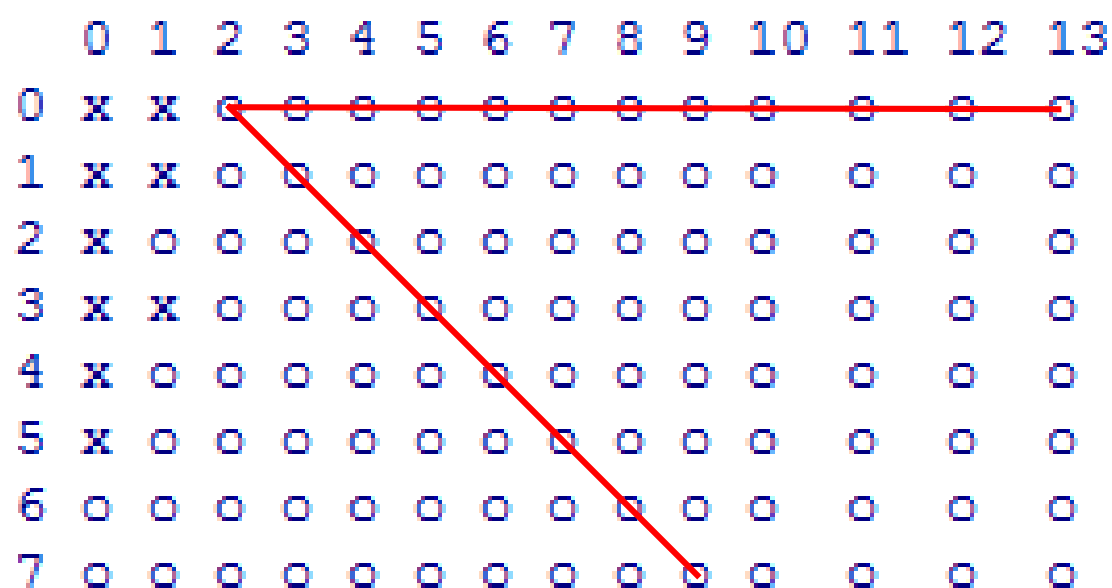 0 1 2 3 4 5 6 7 8 9 10 11 12 13
0 x x o o o o o o o o o o o o
1 x x o o o o o o o o o o o o
2 x o o o o o o o o o o o o o
3 x x o o o o o o o o o o o o
4 x o o o o o o o o o o o o o
5 x o o o o o o o o o o o o o
6 o o o o o o o o o o o o o o
7 o o o o o o o o o o o o o o